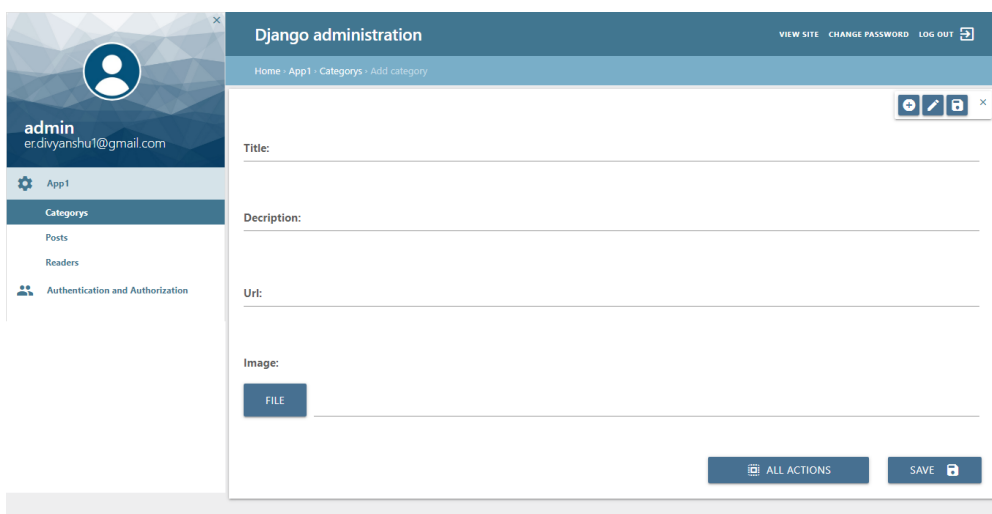 ×
Django administration
VIEW SITE CHANGE PASSWORD LOG OUT
Home › App1 › Categorys › Add category
admin
er.divyanshu1@gmail.com
App1
Categorys
Posts
Readers
Authentication and Authorization
×
Title:
Decription:
Url:
Image:
FILE
ALL ACTIONS
SAVE